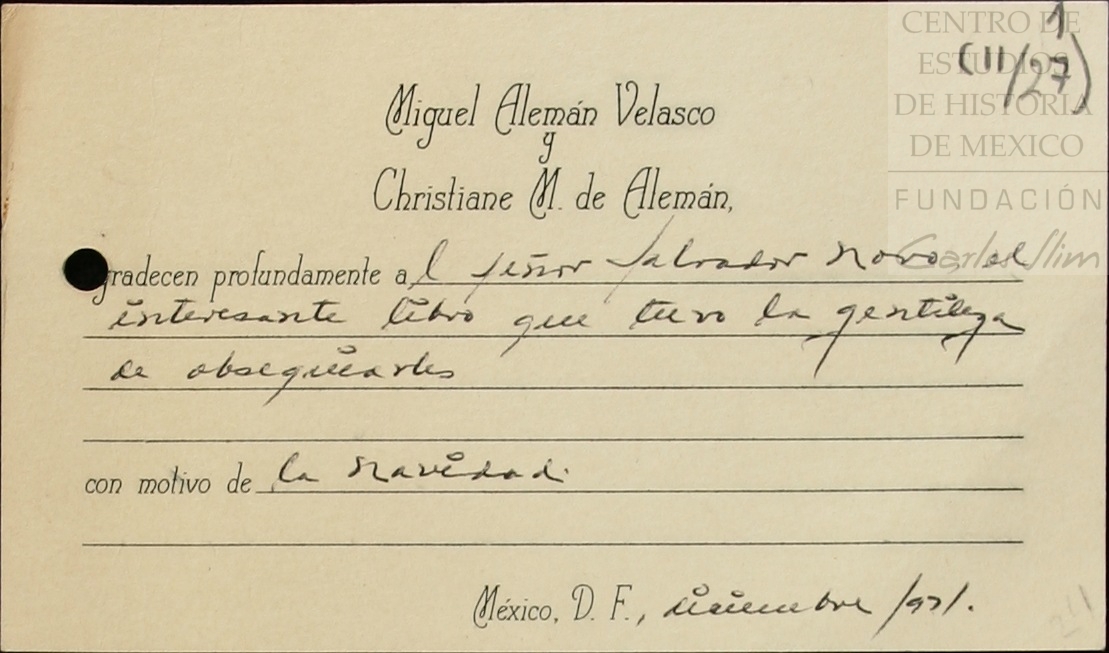 1
(11/27)
CENTRO DE
ESTUDIOS
DE HISTORIA
DE MEXICO
FUNDACIÓN
Carlos Slim
Miguel Alemán Velasco
y
Christiane M. de Alemán,
gradecen profundamente al señor Salvador Novo, el
interesante libro que tuvo la gentileza
de obsequiarles
con motivo de la Navidad.
México, D. F., diciembre /971.